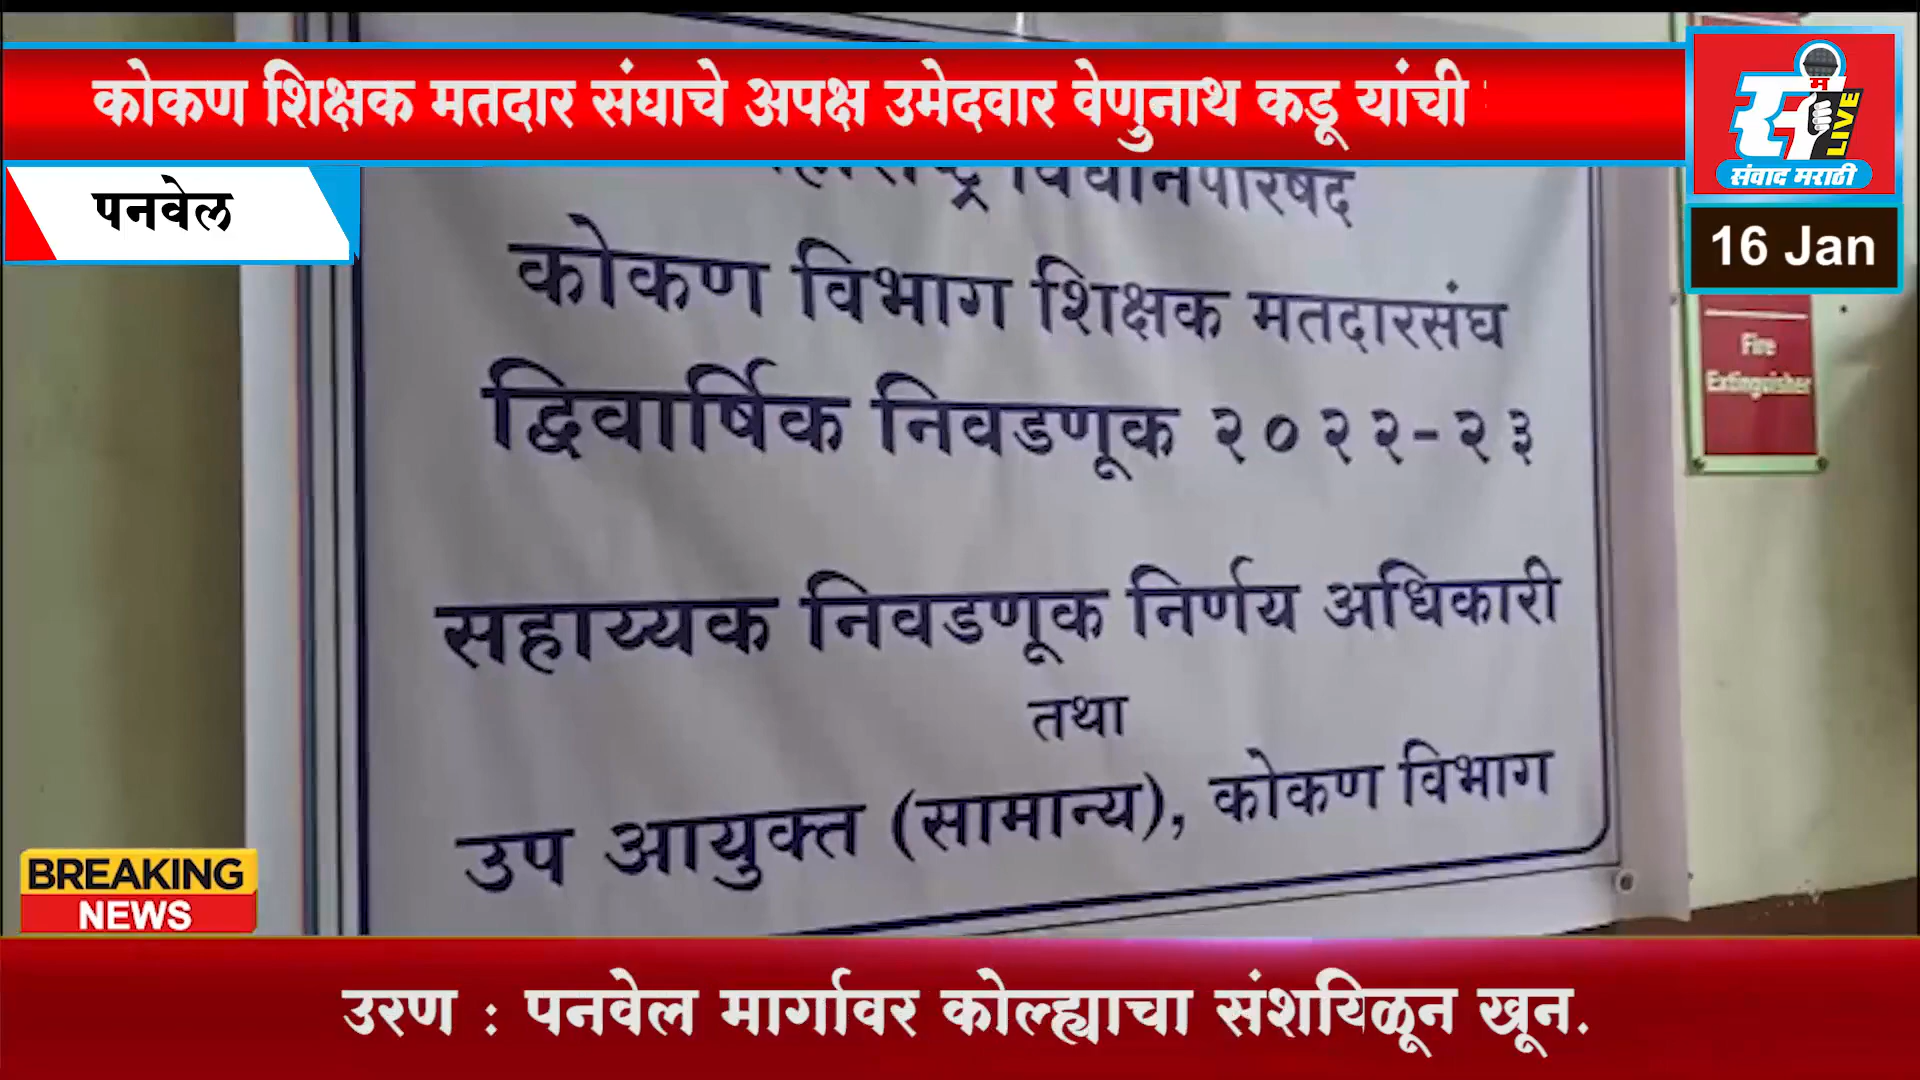 कोकण शिक्षक मतदार संघाचे अपक्ष उमेदवार वेणुनाथ कडू यांची
LIVE
संवाद मराठी
पनवेल
16 Jan
महाराष्ट्र विधानपरिषद
कोकण विभाग शिक्षक मतदारसंघ
द्विवार्षिक निवडणूक २०२२-२३
Fire
Extinguisher
सहाय्यक निवडणूक निर्णय अधिकारी
तथा
उप आयुक्त (सामान्य), कोकण विभाग
BREAKING
NEWS
उरण : पनवेल मार्गावर कोल्ह्याचा
खून.